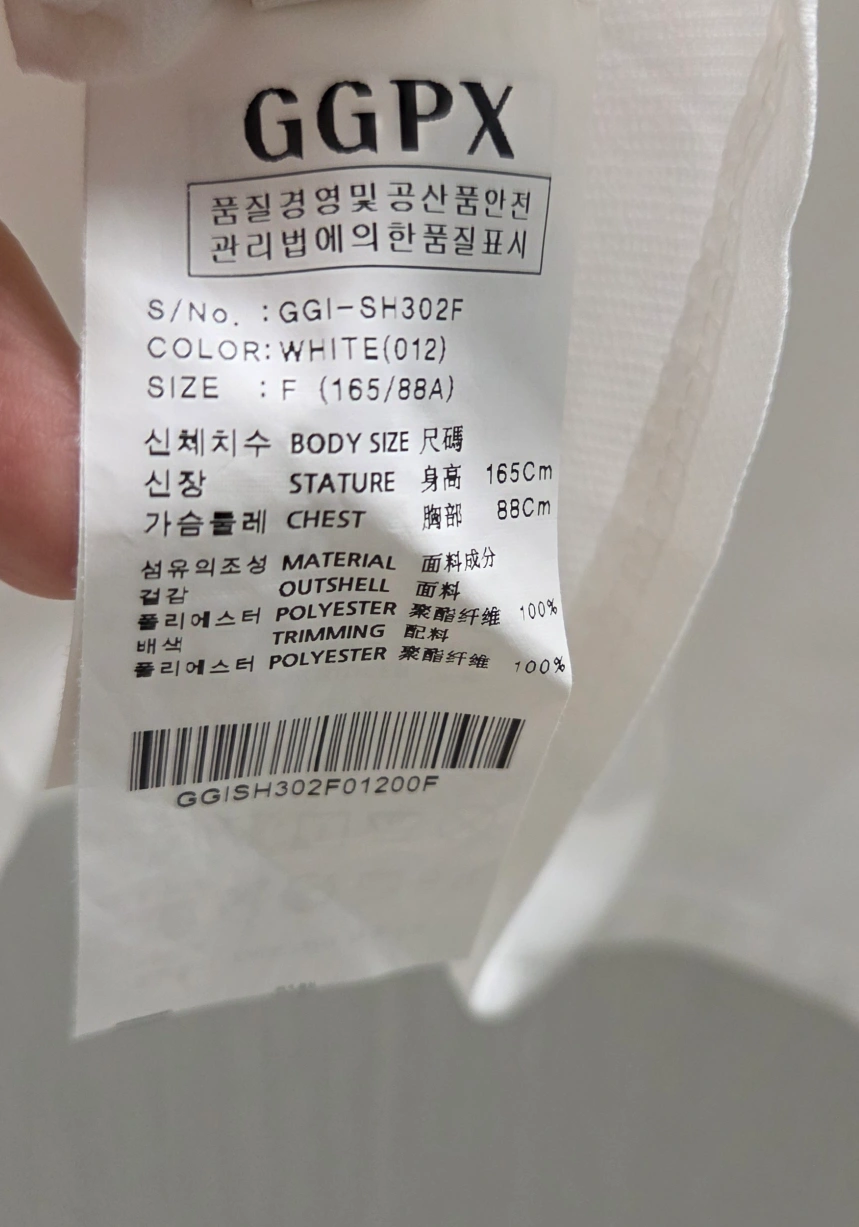 GGPX
품질경영및 공산품안전
관리법에의한품질표시
S/No. : GGI-SH302F
COLOR: WHITE(012)
SIZE : F (165/88A)
신체치수 BODY SIZE 尺碼
신장 STATURE 身高 165Cm
가슴둘레 CHEST 胸部 88Cm
섬유의조성 MATERIAL 面料成分
겉감 OUTSHELL 面料
폴리에스터 POLYESTER 聚酯纤维 100%
배색 TRIMMING 配料
폴리에스터 POLYESTER 聚酯纤维 100%
GGISH302F01200F